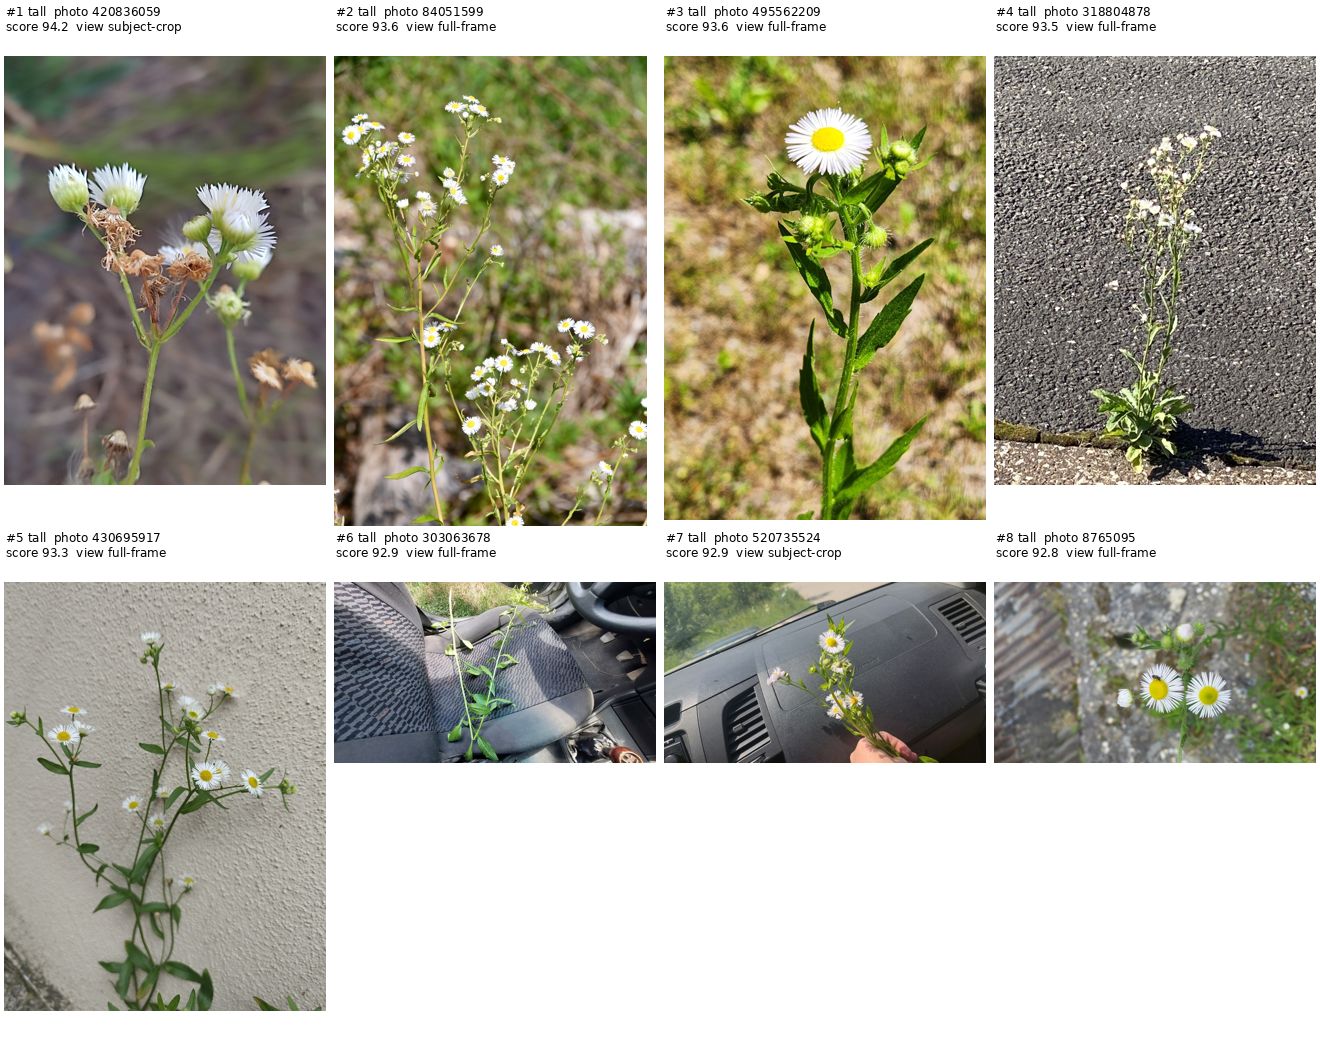 #1 tall  photo 420836059
score 94.2  view subject-crop
#2 tall  photo 84051599
score 93.6  view full-frame
#3 tall  photo 495562209
score 93.6  view full-frame
#4 tall  photo 318804878
score 93.5  view full-frame
#5 tall  photo 430695917
score 93.3  view full-frame
#6 tall  photo 303063678
score 92.9  view full-frame
#7 tall  photo 520735524
score 92.9  view subject-crop
#8 tall  photo 8765095
score 92.8  view full-frame